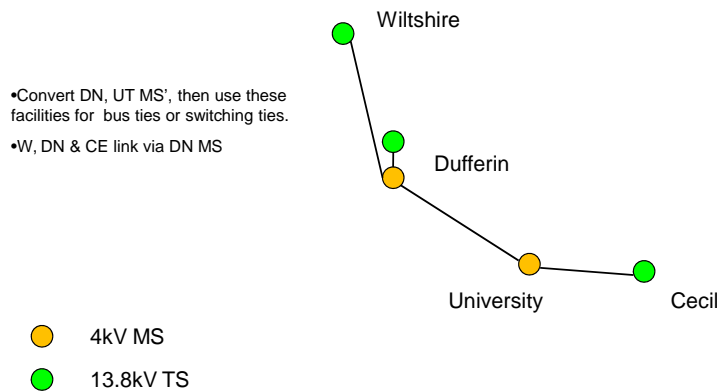 Wiltshire
•Convert DN, UT MS', then use these
facilities for bus ties or switching ties.
•W, DN & CE link via DN MS
Dufferin
University
Cecil
4kV MS
13.8kV TS